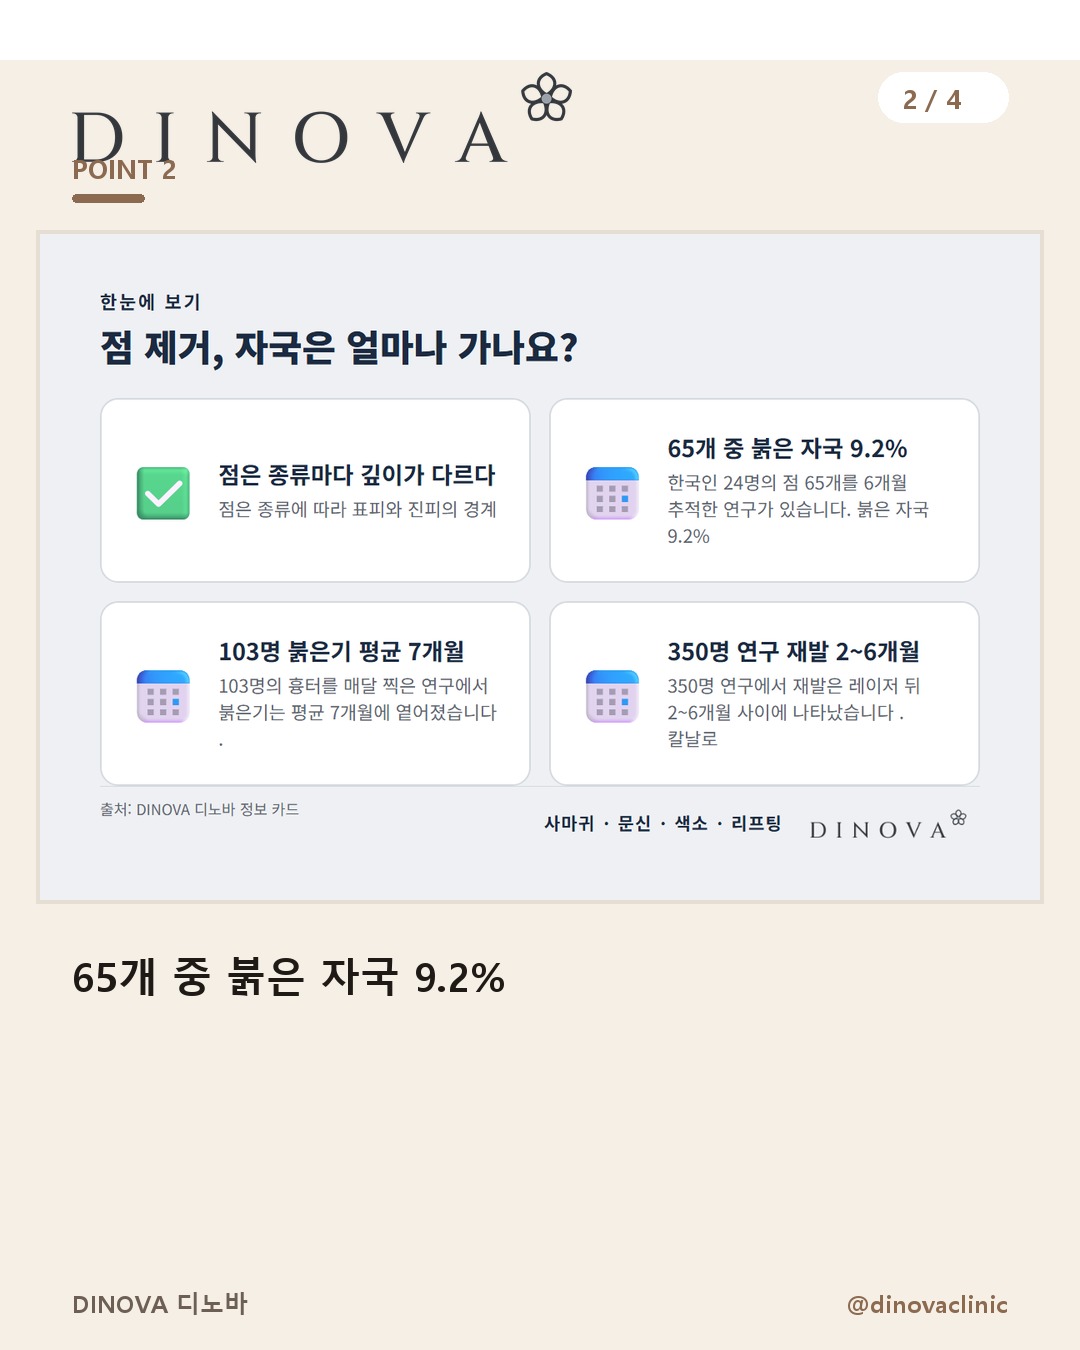 DINOVA
2 / 4
POINT 2
한눈에 보기
점 제거, 자국은 얼마나 가나요?
점은 종류마다 깊이가 다르다
점은 종류에 따라 표피와 진피의 경계
65개 중 붉은 자국 9.2%
한국인 24명의 점 65개를 6개월
추적한 연구가 있습니다. 붉은 자국
9.2%
103명 붉은기 평균 7개월
103명의 흉터를 매달 찍은 연구에서
붉은기는 평균 7개월에 옅어졌습니다
.
350명 연구 재발 2~6개월
350명 연구에서 재발은 레이저 뒤
2~6개월 사이에 나타났습니다 .
칼날로
출처: DINOVA 디노바 정보 카드
사마귀 · 문신 · 색소 · 리프팅
DINOVA
65개 중 붉은 자국 9.2%
DINOVA 디노바
@dinovaclinic